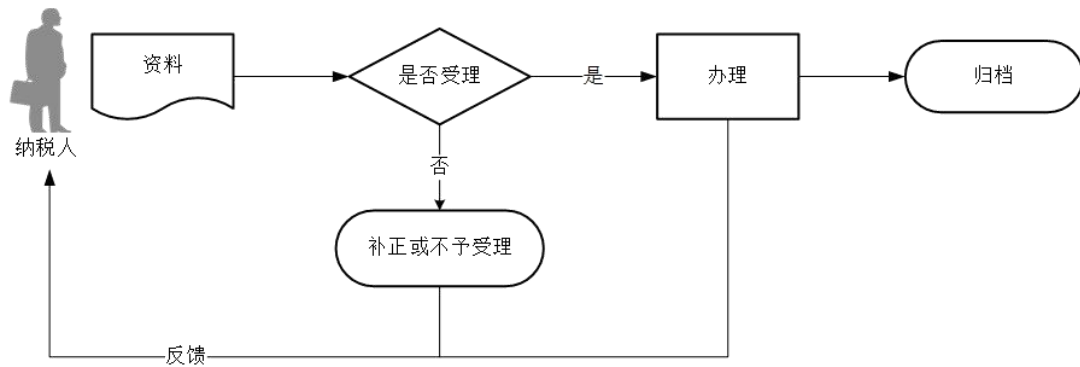 纳税人
资料
是否受理
是
办理
归档
否
补正或不予受理
反馈